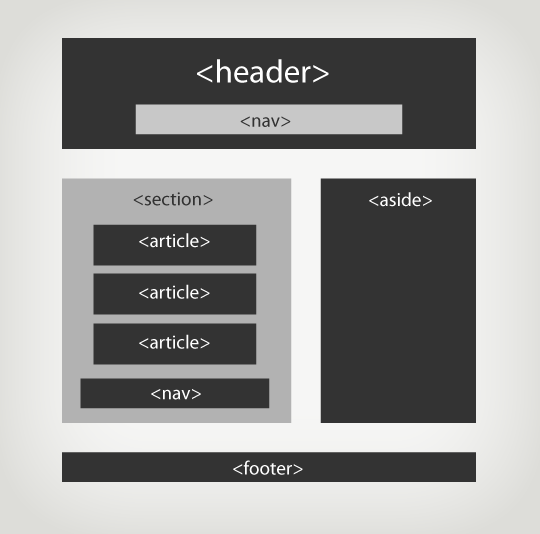 <header>
<nav>
<section>
<article>
<article>
<article>
<nav>
<aside>
<footer>